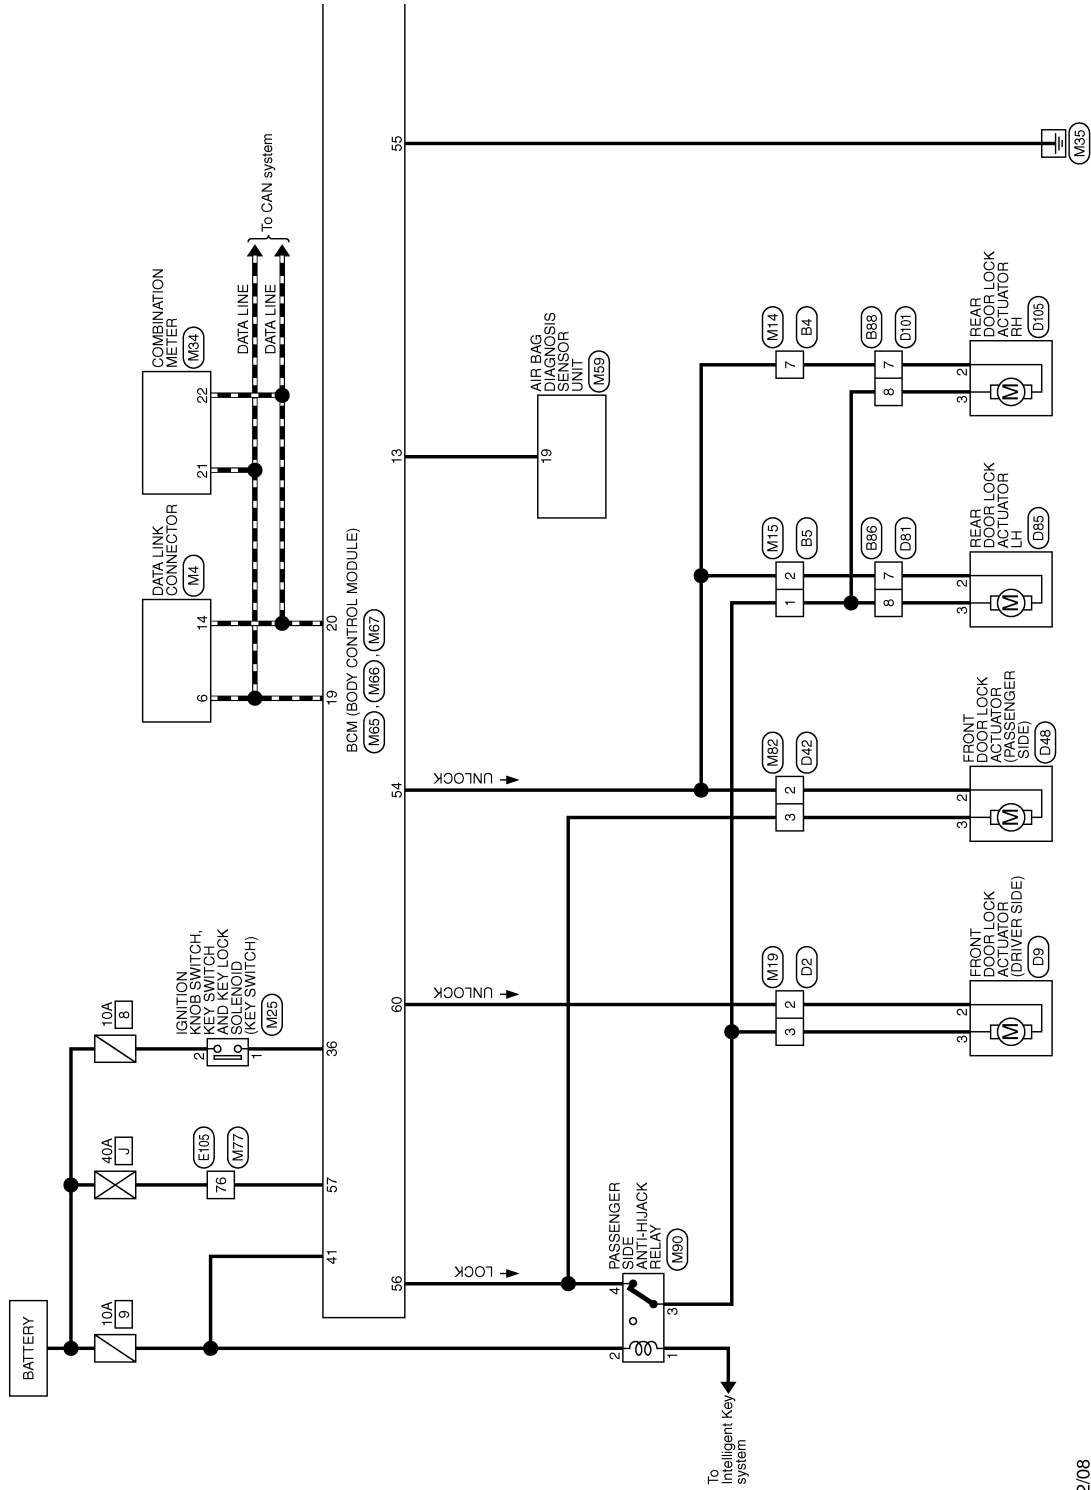 BATTERY
10A
9
40A
J
10A
8
41
57
36
E105
M77
76
2
1
IGNITION
KNOB SWITCH,
KEY SWITCH
AND KEY LOCK
SOLENOID
(KEY SWITCH)
M25
DATA LINK
CONNECTOR
M4
6
14
COMBINATION
METER
M34
21
22
DATA LINE
DATA LINE
To CAN system
19
20
BCM (BODY CONTROL MODULE)
M65 , M66 , M67
56
60
54
13
55
LOCK
UNLOCK
UNLOCK
PASSENGER
SIDE
ANTI-HIJACK
RELAY
M90
2
4
1
3
To
Intelligent Key
system
AIR BAG
DIAGNOSIS
SENSOR
UNIT
M59
19
M19
D2
3
2
M82
D42
3
2
M15
B5
1
2
M14
B4
7
B86
D81
8
7
B88
D101
8
7
3
2
M
FRONT
DOOR LOCK
ACTUATOR
(DRIVER SIDE)
D9
3
2
M
FRONT
DOOR LOCK
ACTUATOR
(PASSENGER
SIDE)
D48
3
2
M
REAR
DOOR LOCK
ACTUATOR
LH
D85
3
2
M
REAR
DOOR LOCK
ACTUATOR
RH
D105
M35
2/08